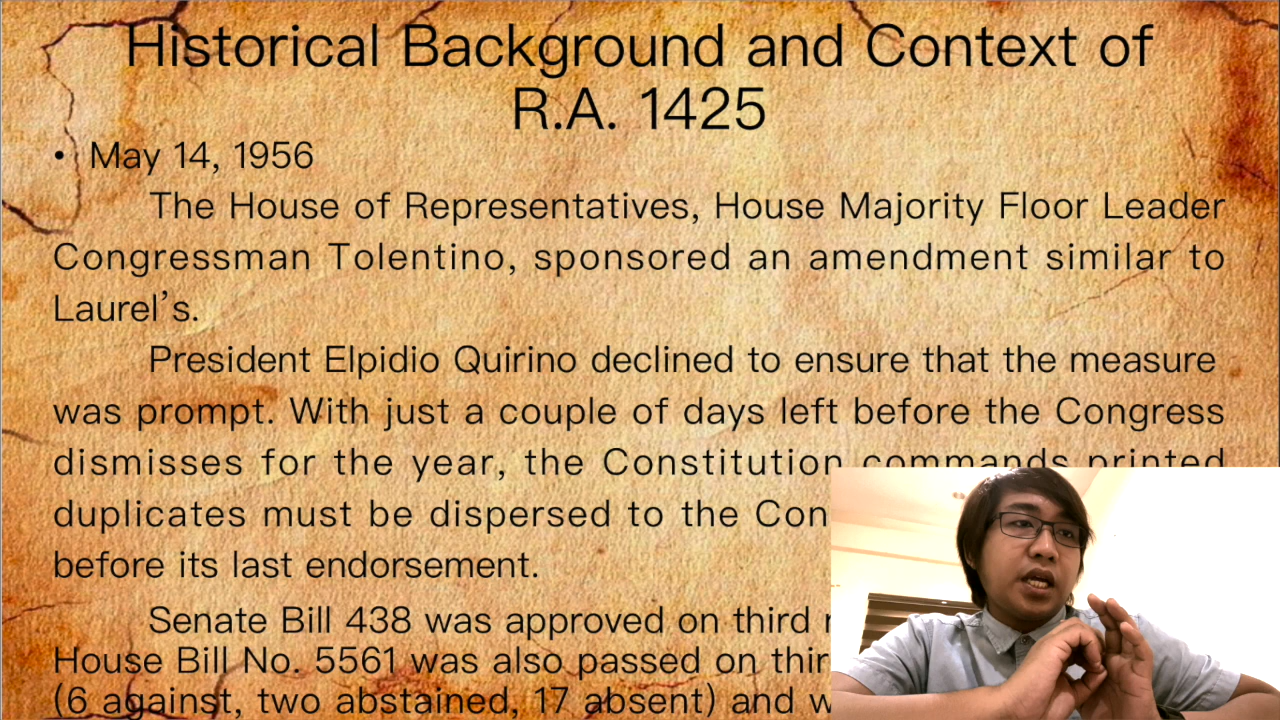 Historical Background and Context of
R.A. 1425
• May 14, 1956
The House of Representatives, House Majority Floor Leader
Congressman Tolentino, sponsored an amendment similar to
Laurel's.
President Elpidio Quirino declined to ensure that the measure
was prompt. With just a couple of days left before the Congress
dismisses for the year, the Constitution commands printed
duplicates must be dispersed to the Con
before its last endorsement.
Senate Bill 438 was approved on third
House Bill No. 5561 was also passed on thir
(6 against, two abstained, 17 absent) and w